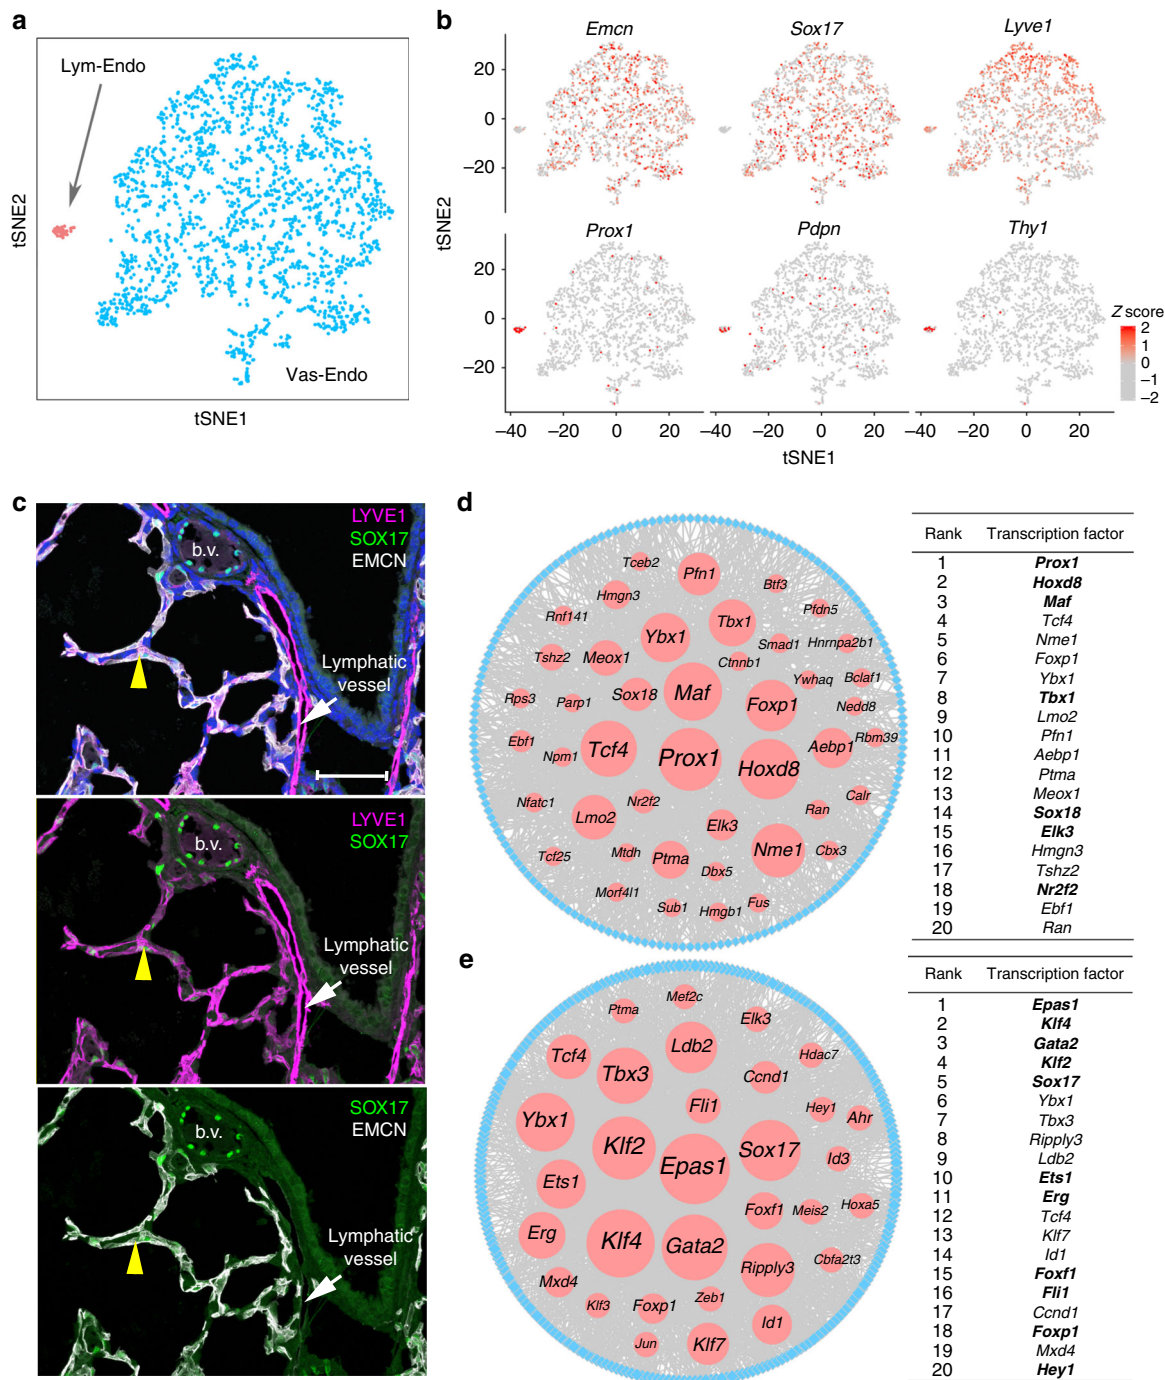 a
Lym-Endo
Vas-Endo
tSNE2
tSNE1
b
Emcn
Sox17
Lyve1
20
0
–20
tSNE2
Prox1
Pdpn
Thy1
20
0
–20
Z score
2
1
0
–1
–2
–40 –20 0 20
–40 –20 0 20
–40 –20 0 20
tSNE1
c
LYVE1
SOX17
EMCN
b.v.
Lymphatic
vessel
LYVE1
SOX17
Lymphatic
vessel
SOX17
EMCN
b.v.
Lymphatic
vessel
d
Tceb2
Pfn1
Btf3
Hmgn3
Pfdn5
Rnf141
Ybx1
Tbx1
Smad1
Hnrnpa2b1
Tshz2
Meox1
Ctnnb1
Ywhaq
Bclaf1
Rps3
Parp1
Sox18
Maf
Foxp1
Nedd8
Ebf1
Npm1
Tcf4
Prox1
Hoxd8
Aebp1
Rbm39
Nfatc1
Lmo2
Nr2f2
Elk3
Ran
Calr
Tcf25
Mtdh
Ptma
Dbx5
Nme1
Cbx3
Morf4l1
Sub1
Hmgb1
Fus
Rank Transcription factor
1 Prox1
2 Hoxd8
3 Maf
4 Tcf4
5 Nme1
6 Foxp1
7 Ybx1
8 Tbx1
9 Lmo2
10 Pfn1
11 Aebp1
12 Ptma
13 Meox1
14 Sox18
15 Elk3
16 Hmgn3
17 Tshz2
18 Nr2f2
19 Ebf1
20 Ran
e
Ptma
Mef2c
Elk3
Tcf4
Ldb2
Hdac7
Tbx3
Ccnd1
Fli1
Hey1
Ahr
Ybx1
Klf2
Epas1
Sox17
Id3
Ets1
Foxf1
Meis2
Hoxa5
Erg
Klf4
Gata2
Ripply3
Cbfa2t3
Mxd4
Klf3
Foxp1
Zeb1
Id1
Jun
Klf7
Rank Transcription factor
1 Epas1
2 Klf4
3 Gata2
4 Klf2
5 Sox17
6 Ybx1
7 Tbx3
8 Ripply3
9 Ldb2
10 Ets1
11 Erg
12 Tcf4
13 Klf7
14 Id1
15 Foxf1
16 Fli1
17 Ccnd1
18 Foxp1
19 Mxd4
20 Hey1